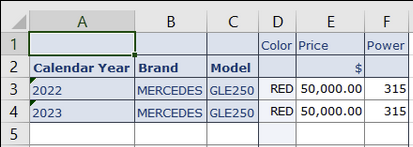 A B C D E F
1 Color Price Power
2 Calendar Year Brand Model $
3 2022 MERCEDES GLE250 RED 50,000.00 315
4 2023 MERCEDES GLE250 RED 50,000.00 315
5